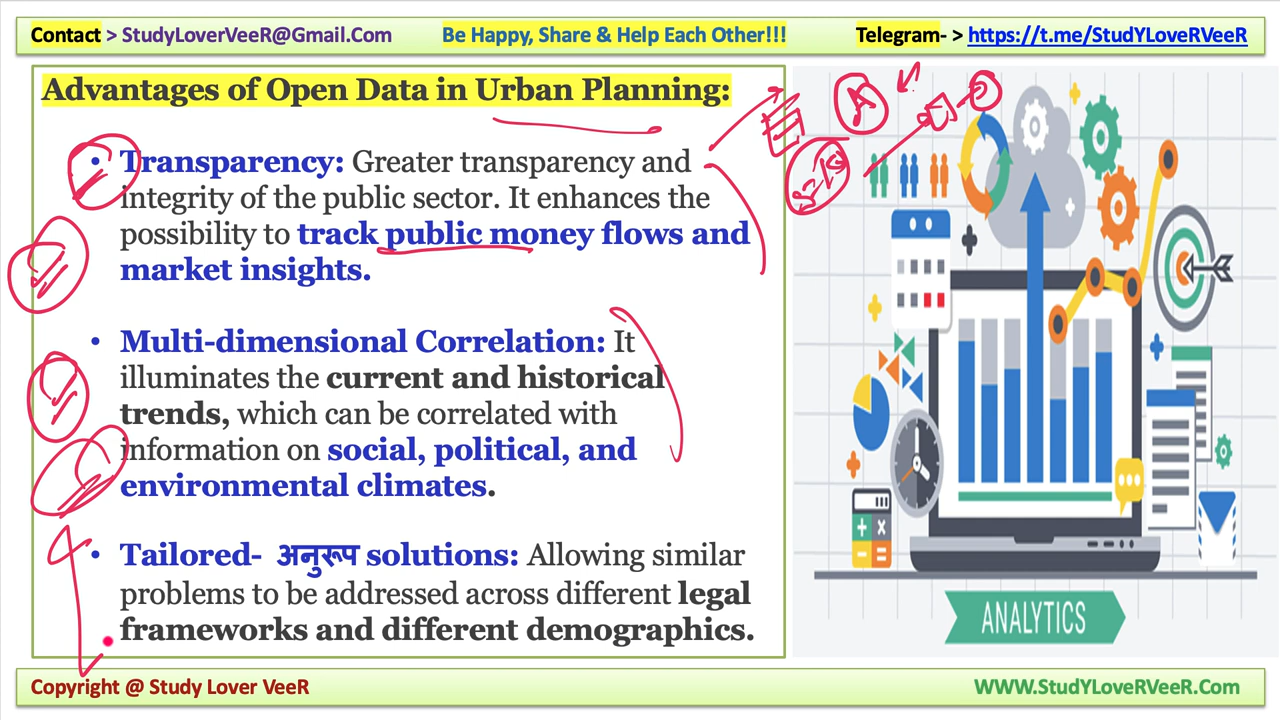 Contact > StudyLoverVeeR@Gmail.Com
Be Happy, Share & Help Each Other!!!
Telegram- > https://t.me/StudYLoveRVeeR
Advantages of Open Data in Urban Planning:
• Transparency: Greater transparency and
integrity of the public sector. It enhances the
possibility to track public money flows and
market insights.
• Multi-dimensional Correlation: It
illuminates the current and historical
trends, which can be correlated with
information on social, political, and
environmental climates.
• Tailored- अनुरूप solutions: Allowing similar
problems to be addressed across different legal
frameworks and different demographics.
ANALYTICS
Copyright @ Study Lover VeeR
WWW.StudYLoveRVeeR.Com